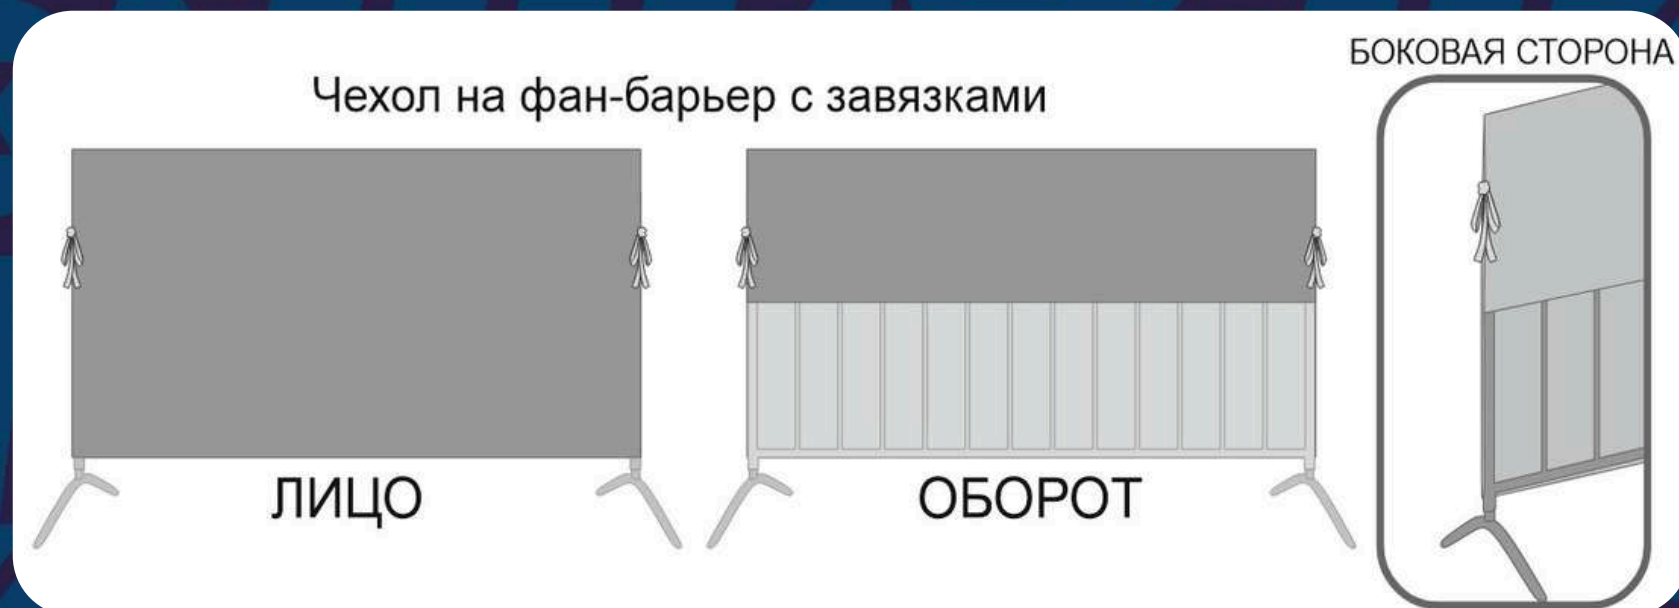 БОКОВАЯ СТОРОНА
Чехол на фан-барьер с завязками
ЛИЦО
ОБОРОТ